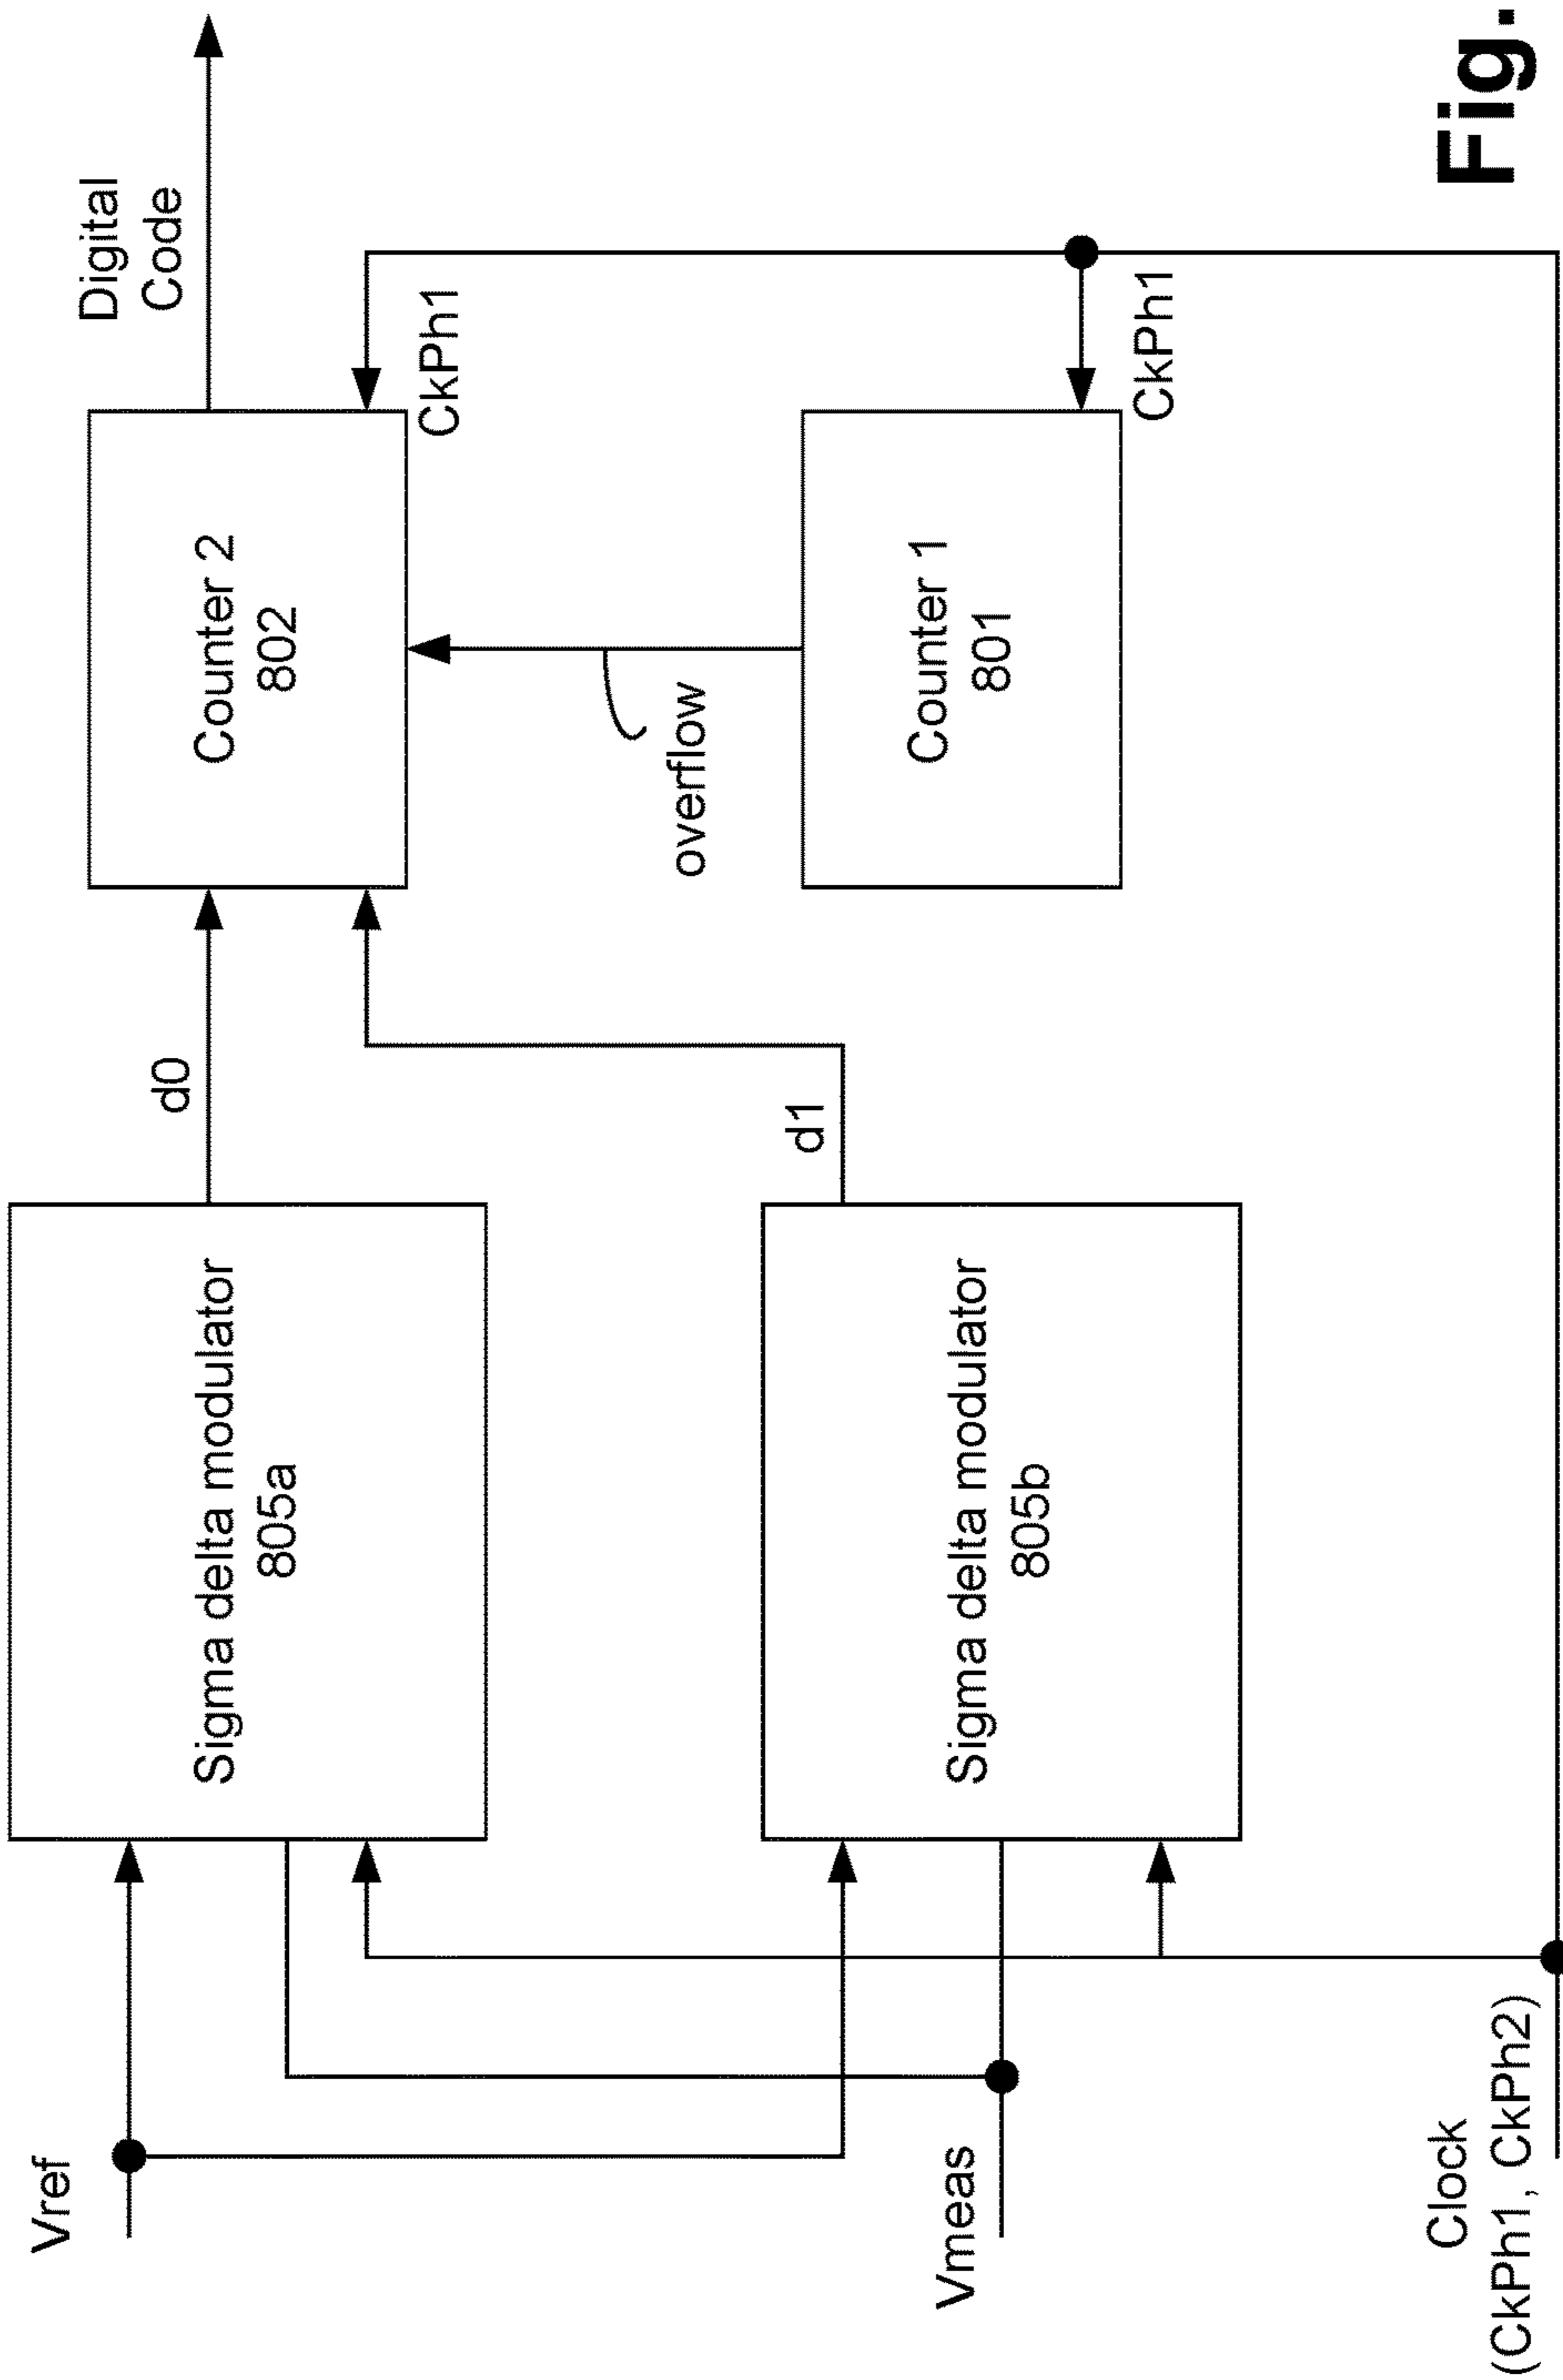 Vref
Sigma delta modulator
805a
d0
Counter 2
802
Digital
Code
CkPh1
overflow
Vmeas
Sigma delta modulator
805b
d1
Counter 1
801
CkPh1
Clock
(CkPh1, CkPh2)
Fig.